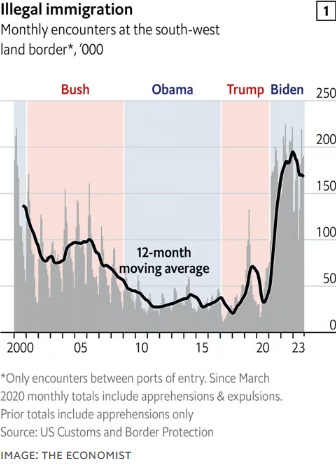 Illegal immigration
1
Monthly encounters at the south-west
land border*, '000
Bush
Obama
Trump
Biden
250
200
150
100
50
0
12-month
moving average
2000
05
10
15
20
23
*Only encounters between ports of entry. Since March
2020 monthly totals include apprehensions & expulsions.
Prior totals include apprehensions only
Source: US Customs and Border Protection
IMAGE: THE ECONOMIST